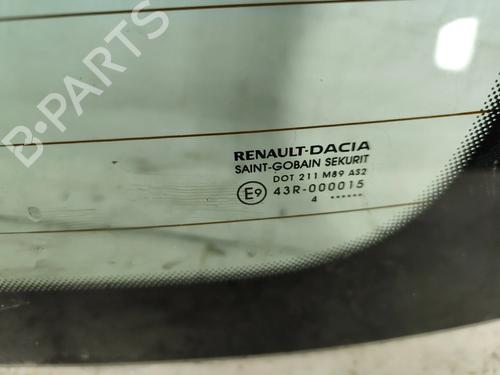 RENAULT-DACIA
SAINT-GOBAIN SEKURIT
DOT 211 M89 AS2
E9 43R-000015
4 ••••••
B-PARTS